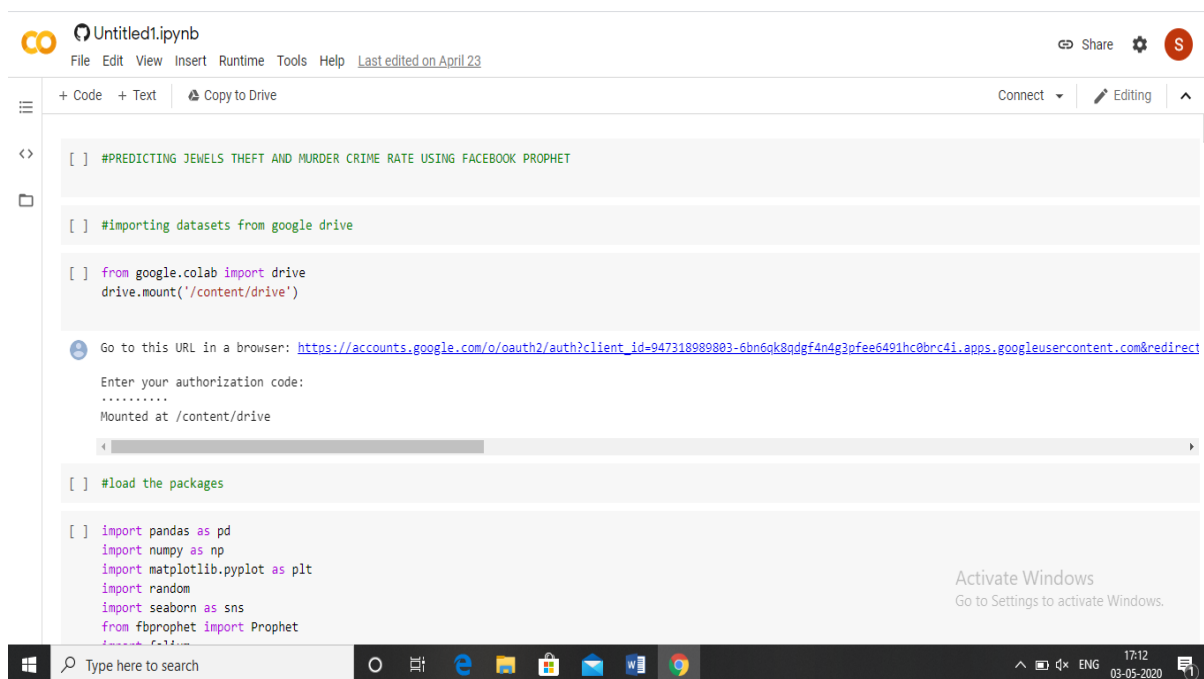 Untitled1.ipynb
File Edit View Insert Runtime Tools Help Last edited on April 23
Share
S
+ Code + Text Copy to Drive
Connect Editing
[ ] #PREDICTING JEWELS THEFT AND MURDER CRIME RATE USING FACEBOOK PROPHET
[ ] #importing datasets from google drive
[ ] from google.colab import drive
drive.mount('/content/drive')
Go to this URL in a browser: https://accounts.google.com/o/oauth2/auth?client_id=947318989803-6bn6qk8qdgf4n4g3pfee6491hc0brc4i.apps.googleusercontent.com&redirect
Enter your authorization code:
··········
Mounted at /content/drive
[ ] #load the packages
[ ] import pandas as pd
import numpy as np
import matplotlib.pyplot as plt
import random
import seaborn as sns
from fbprophet import Prophet
import folium
Activate Windows
Go to Settings to activate Windows.
Type here to search
ENG
17:12
03-05-2020
1